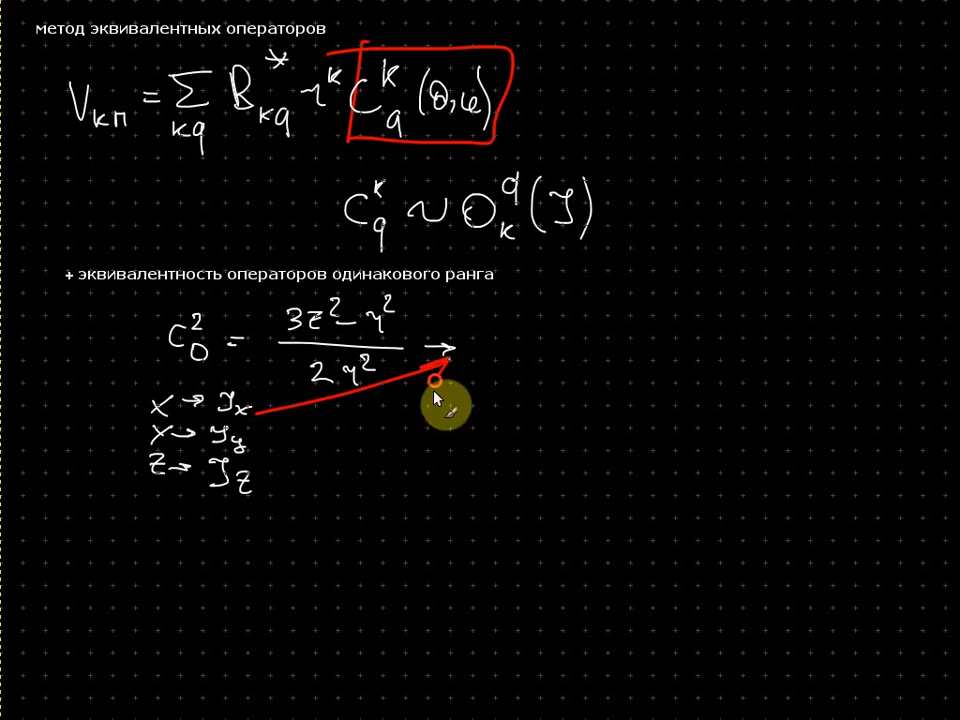 метод эквивалентных операторов
V_кп = Σ_kq B*_kq r^k C^k_q (θ,φ)
C^k_q ~ O^q_k (J)
+ эквивалентность операторов одинакового ранга
C^2_0 = (3z^2 - r^2) / (2r^2) →
X → J_x
Y → J_y
Z → J_z